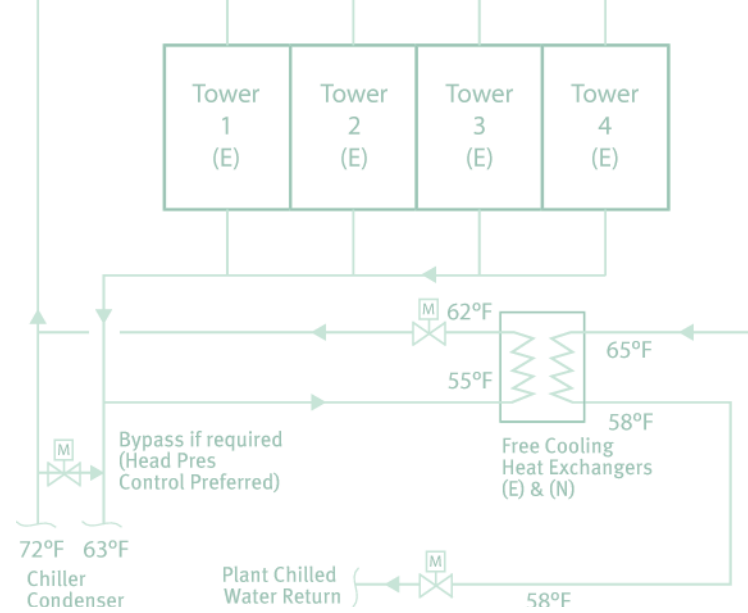 Tower
1
(E)
Tower
2
(E)
Tower
3
(E)
Tower
4
(E)
M
62ºF
65ºF
55ºF
58ºF
Bypass if required
(Head Pres
Control Preferred)
M
Free Cooling
Heat Exchangers
(E) & (N)
72ºF
63ºF
Chiller
Condenser
Plant Chilled
Water Return
M
58ºF